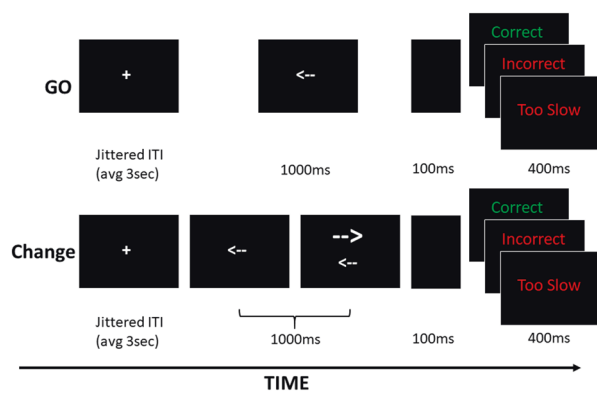 GO
+
<--
Correct
Incorrect
Too Slow
Jittered ITI
(avg 3sec)
1000ms
100ms
400ms
Change
+
<--
-->
<--
Correct
Incorrect
Too Slow
Jittered ITI
(avg 3sec)
1000ms
100ms
400ms
TIME